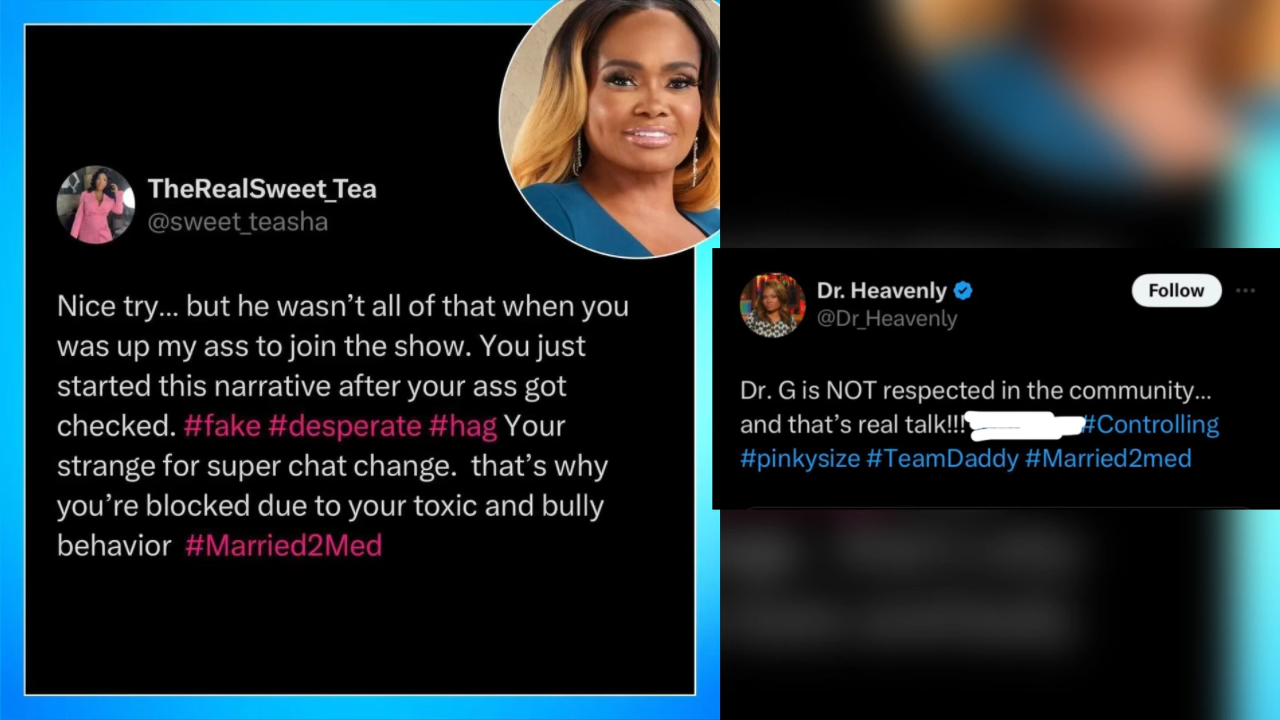 TheRealSweet_Tea
@sweet_teasha
Nice try... but he wasn't all of that when you
was up my ass to join the show. You just
started this narrative after your ass got
checked. #fake #desperate #hag Your
strange for super chat change.  that's why
you're blocked due to your toxic and bully
behavior  #Married2Med
Dr. Heavenly
@Dr_Heavenly
Follow
Dr. G is NOT respected in the community...
and that's real talk!!! #Controlling
#pinkysize #TeamDaddy #Married2med